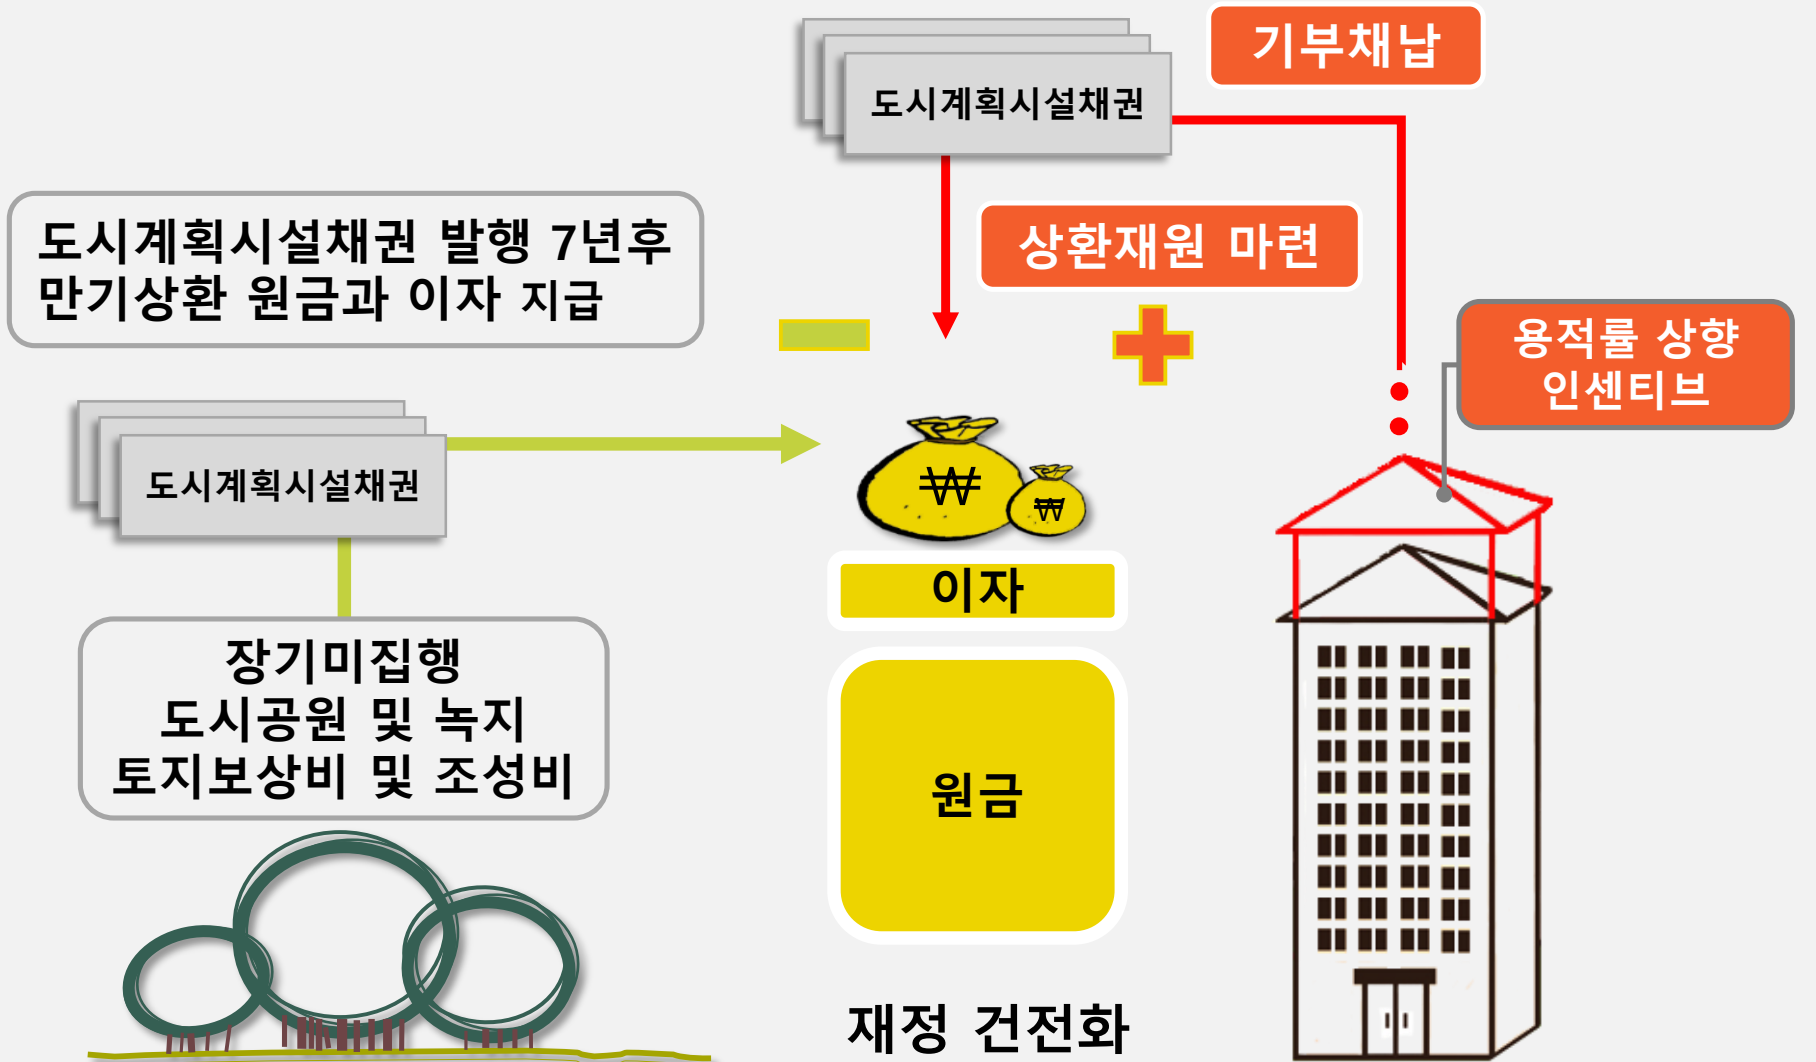 기부채납
도시계획시설채권
도시계획시설채권 발행 7년후
만기상환 원금과 이자 지급
상환재원 마련
용적률 상향
인센티브
도시계획시설채권
₩
₩
이자
장기미집행
도시공원 및 녹지
토지보상비 및 조성비
원금
재정 건전화